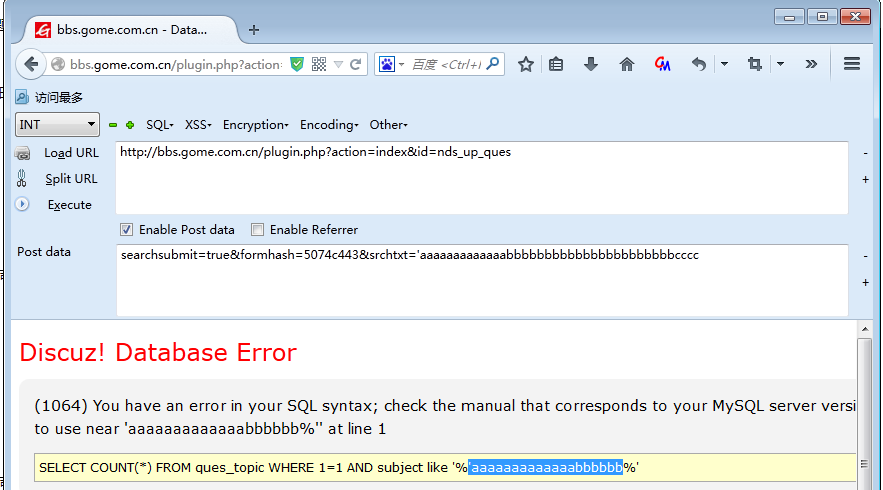 bbs.gome.com.cn - Data...
bbs.gome.com.cn/plugin.php?action=
百度 <Ctrl+I
访问最多
INT
SQL
XSS
Encryption
Encoding
Other
Load URL
http://bbs.gome.com.cn/plugin.php?action=index&id=nds_up_ques
Split URL
Execute
Enable Post data
Enable Referrer
Post data
searchsubmit=true&formhash=5074c443&srchtxt='aaaaaaaaaaaaabbbbbbbbbbbbbbbbbbbbbbbbbcccc
Discuz! Database Error
(1064) You have an error in your SQL syntax; check the manual that corresponds to your MySQL server versi
to use near 'aaaaaaaaaaaaabbbbbb%'' at line 1
SELECT COUNT(*) FROM ques_topic WHERE 1=1 AND subject like '%'aaaaaaaaaaaaabbbbbb%'